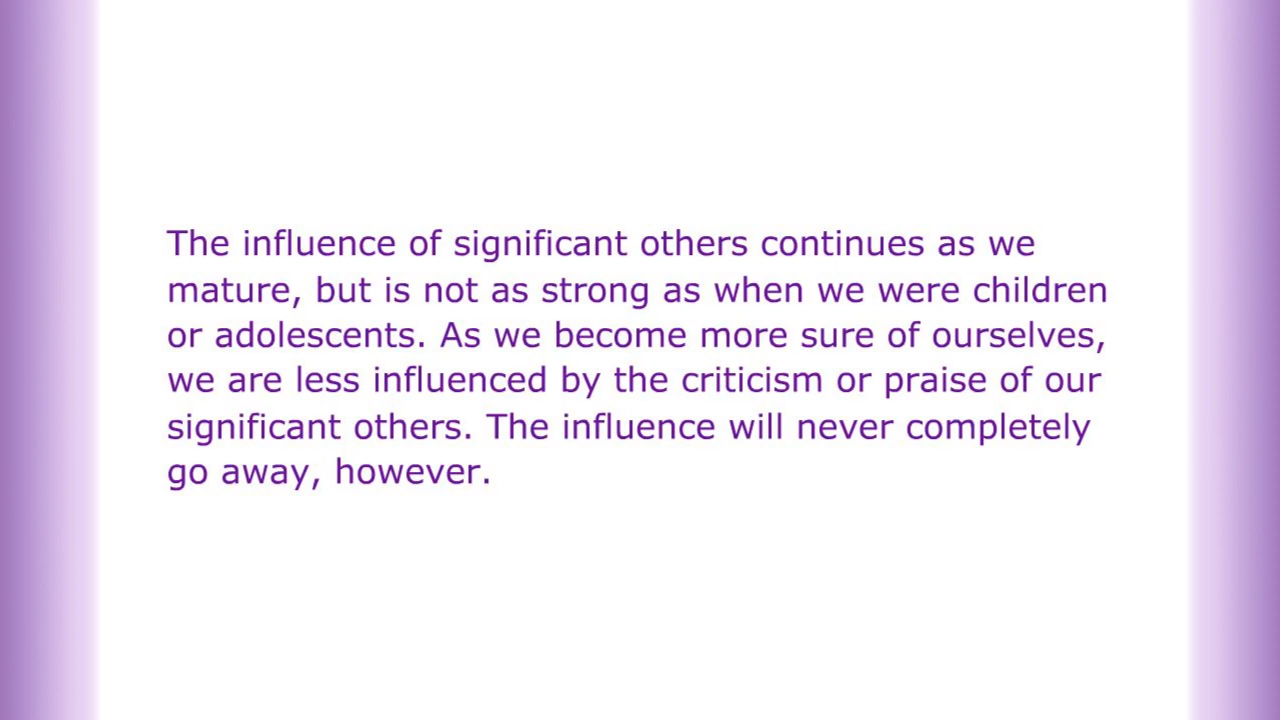 The influence of significant others continues as we
mature, but is not as strong as when we were children
or adolescents. As we become more sure of ourselves,
we are less influenced by the criticism or praise of our
significant others. The influence will never completely
go away, however.